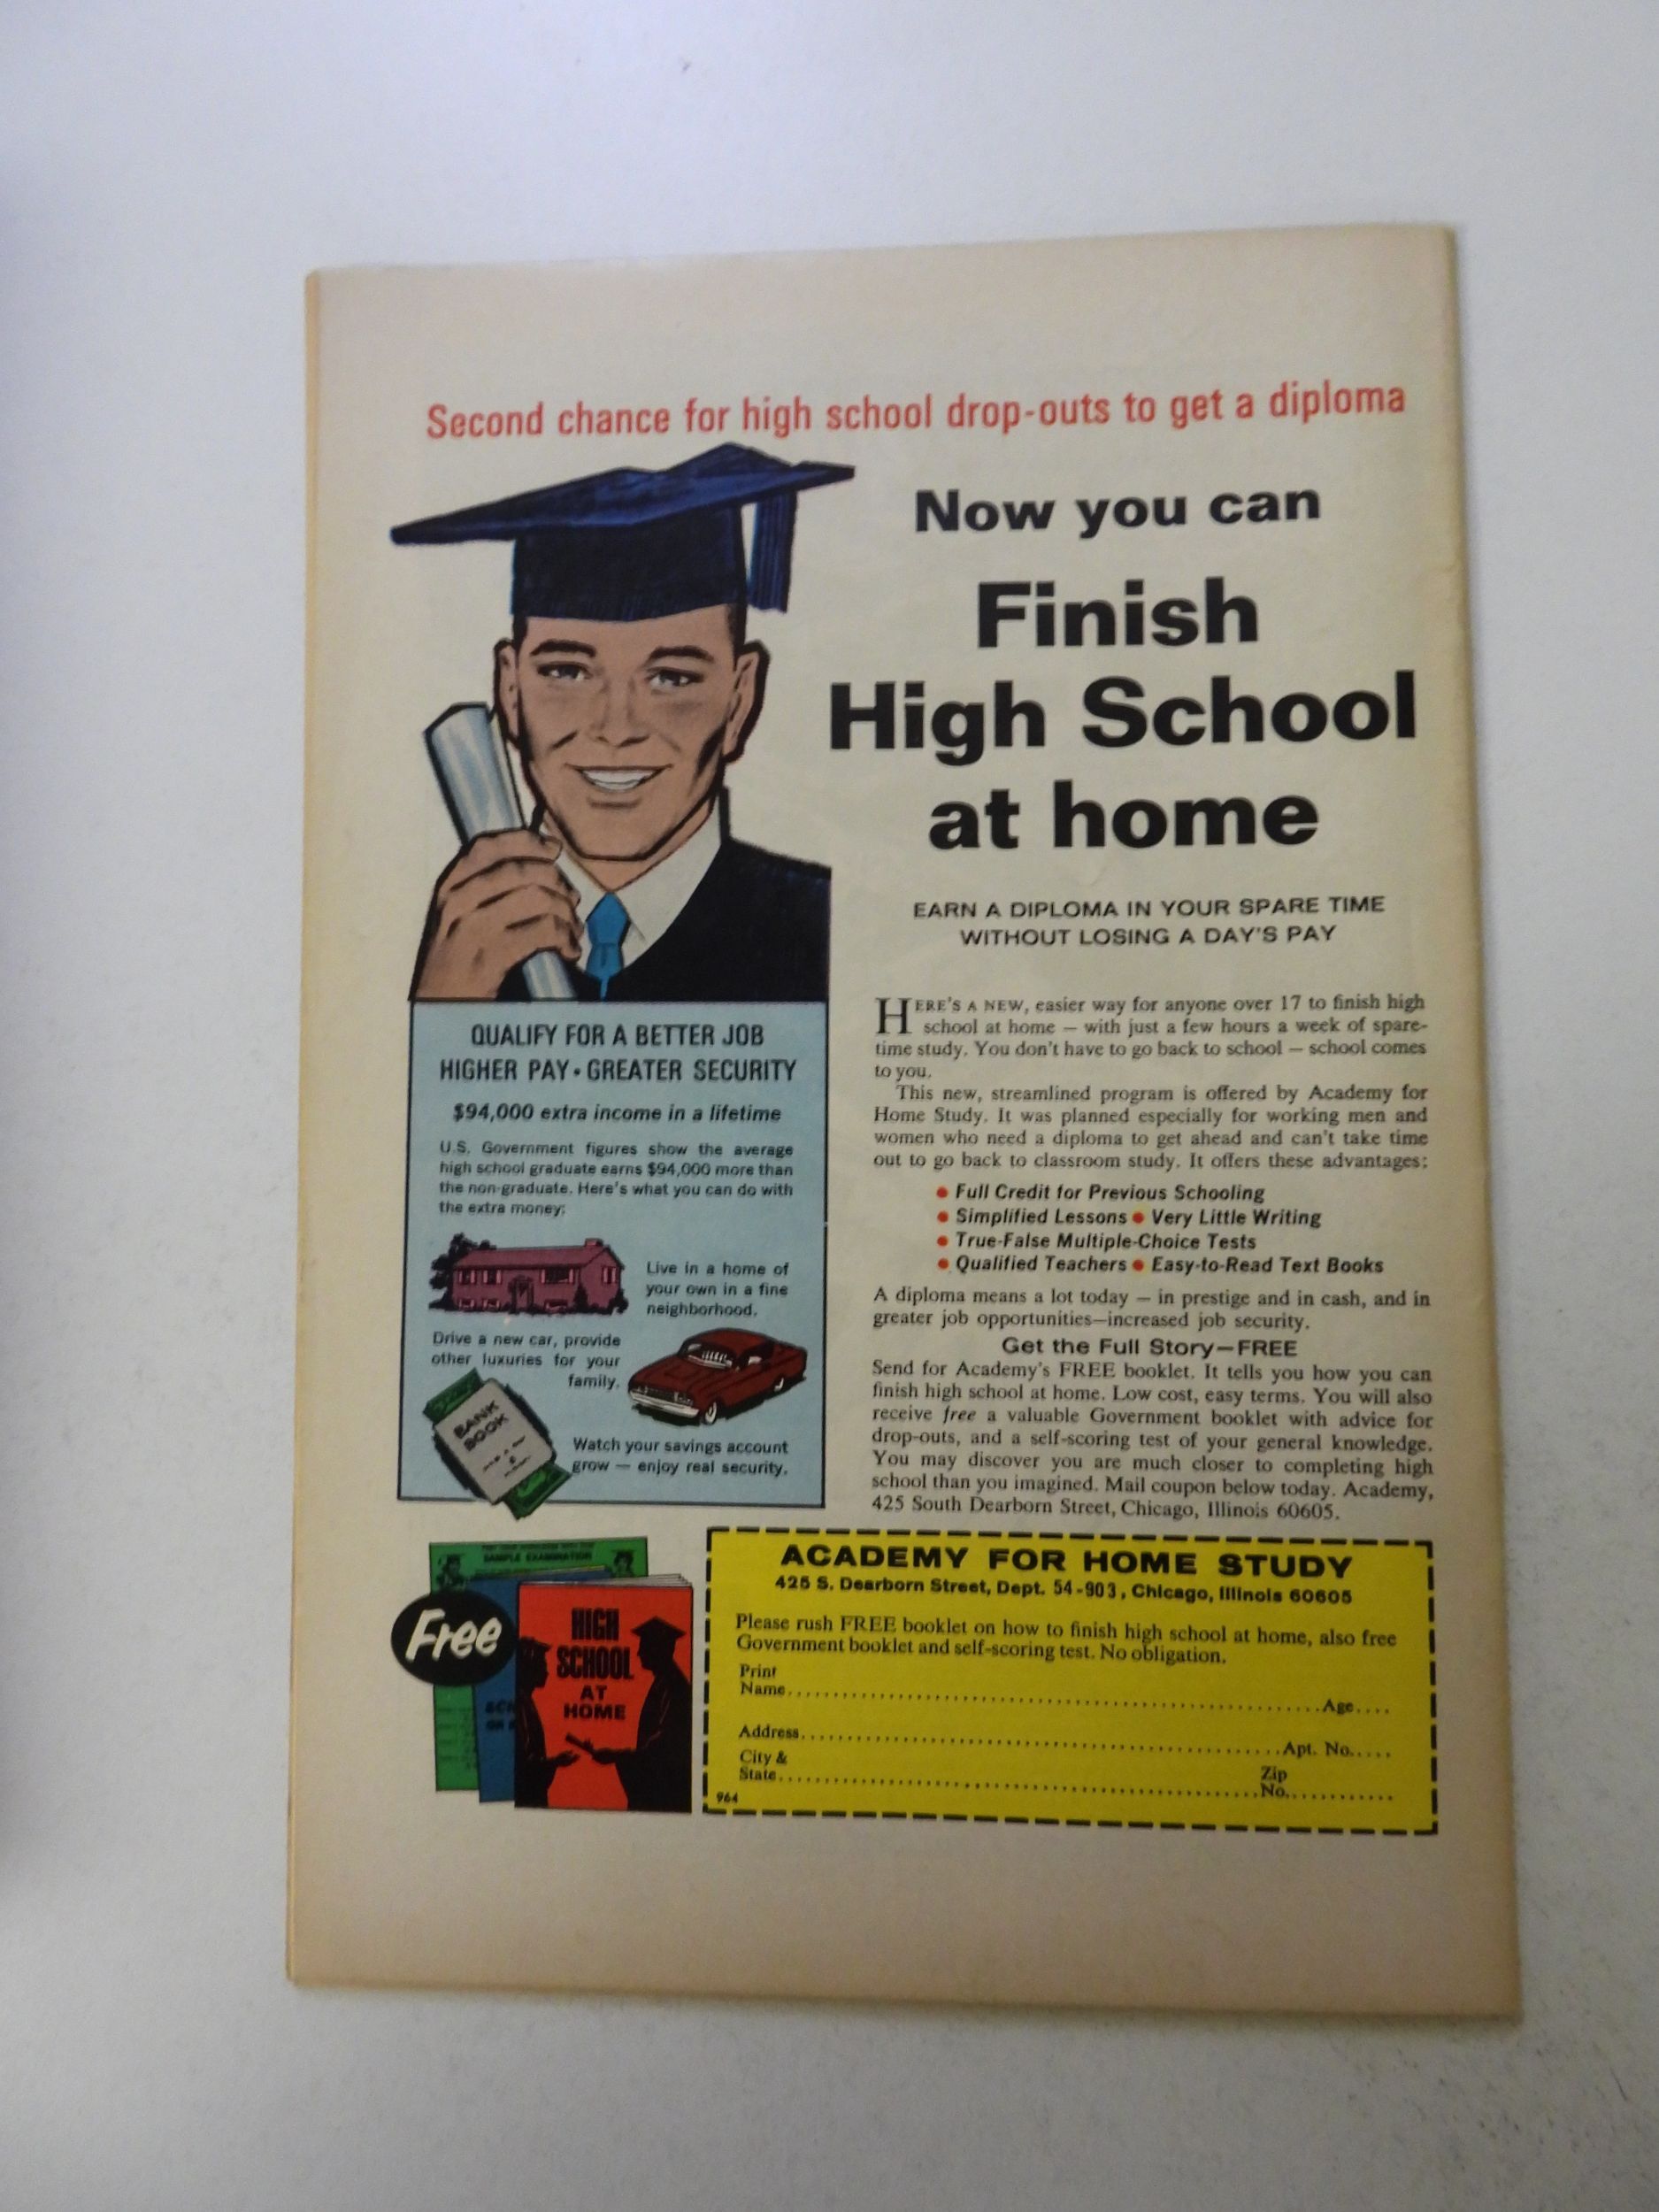 Second chance for high school drop-outs to get a diploma
Now you can
Finish
High School
at home
EARN A DIPLOMA IN YOUR SPARE TIME
WITHOUT LOSING A DAY'S PAY
HERE'S A NEW, easier way for anyone over 17 to finish high
school at home — with just a few hours a week of spare-
time study. You don't have to go back to school — school comes
to you.
This new, streamlined program is offered by Academy for
Home Study. It was planned especially for working men and
women who need a diploma to get ahead and can't take time
out to go back to classroom study. It offers these advantages:
• Full Credit for Previous Schooling
• Simplified Lessons • Very Little Writing
• True-False Multiple-Choice Tests
• Qualified Teachers • Easy-to-Read Text Books
A diploma means a lot today — in prestige and in cash, and in
greater job opportunities—increased job security.
Get the Full Story—FREE
Send for Academy's FREE booklet. It tells you how you can
finish high school at home. Low cost, easy terms. You will also
receive free a valuable Government booklet with advice for
drop-outs, and a self-scoring test of your general knowledge.
You may discover you are much closer to completing high
school than you imagined. Mail coupon below today. Academy,
425 South Dearborn Street, Chicago, Illinois 60605.
QUALIFY FOR A BETTER JOB
HIGHER PAY • GREATER SECURITY
$94,000 extra income in a lifetime
U.S. Government figures show the average
high school graduate earns $94,000 more than
the non-graduate. Here's what you can do with
the extra money:
Live in a home of
your own in a fine
neighborhood.
Drive a new car, provide
other luxuries for your
family.
BANK
BOOK
Watch your savings account
grow — enjoy real security.
SAMPLE EXAMINATION
Free
HIGH
SCHOOL
AT
HOME
ACADEMY FOR HOME STUDY
425 S. Dearborn Street, Dept. 54-903, Chicago, Illinois 60605
Please rush FREE booklet on how to finish high school at home, also free
Government booklet and self-scoring test. No obligation.
Print
Name Age
Address Apt. No.
City & Zip
State No.
964